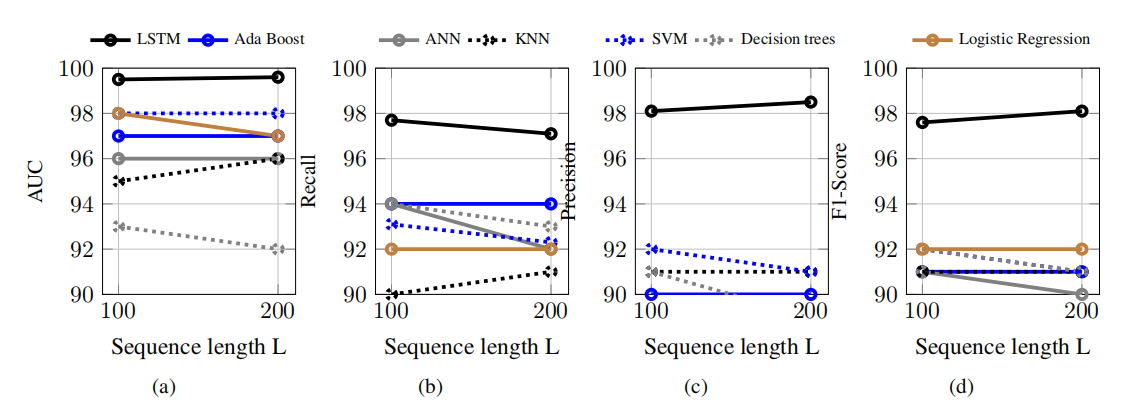 LSTM Ada Boost ANN KNN SVM Decision trees Logistic Regression
100 98 96 94 92 90
AUC
100 200
Sequence length L
(a)
100 98 96 94 92 90
Recall
100 200
Sequence length L
(b)
100 98 96 94 92 90
Precision
100 200
Sequence length L
(c)
100 98 96 94 92 90
F1-Score
100 200
Sequence length L
(d)